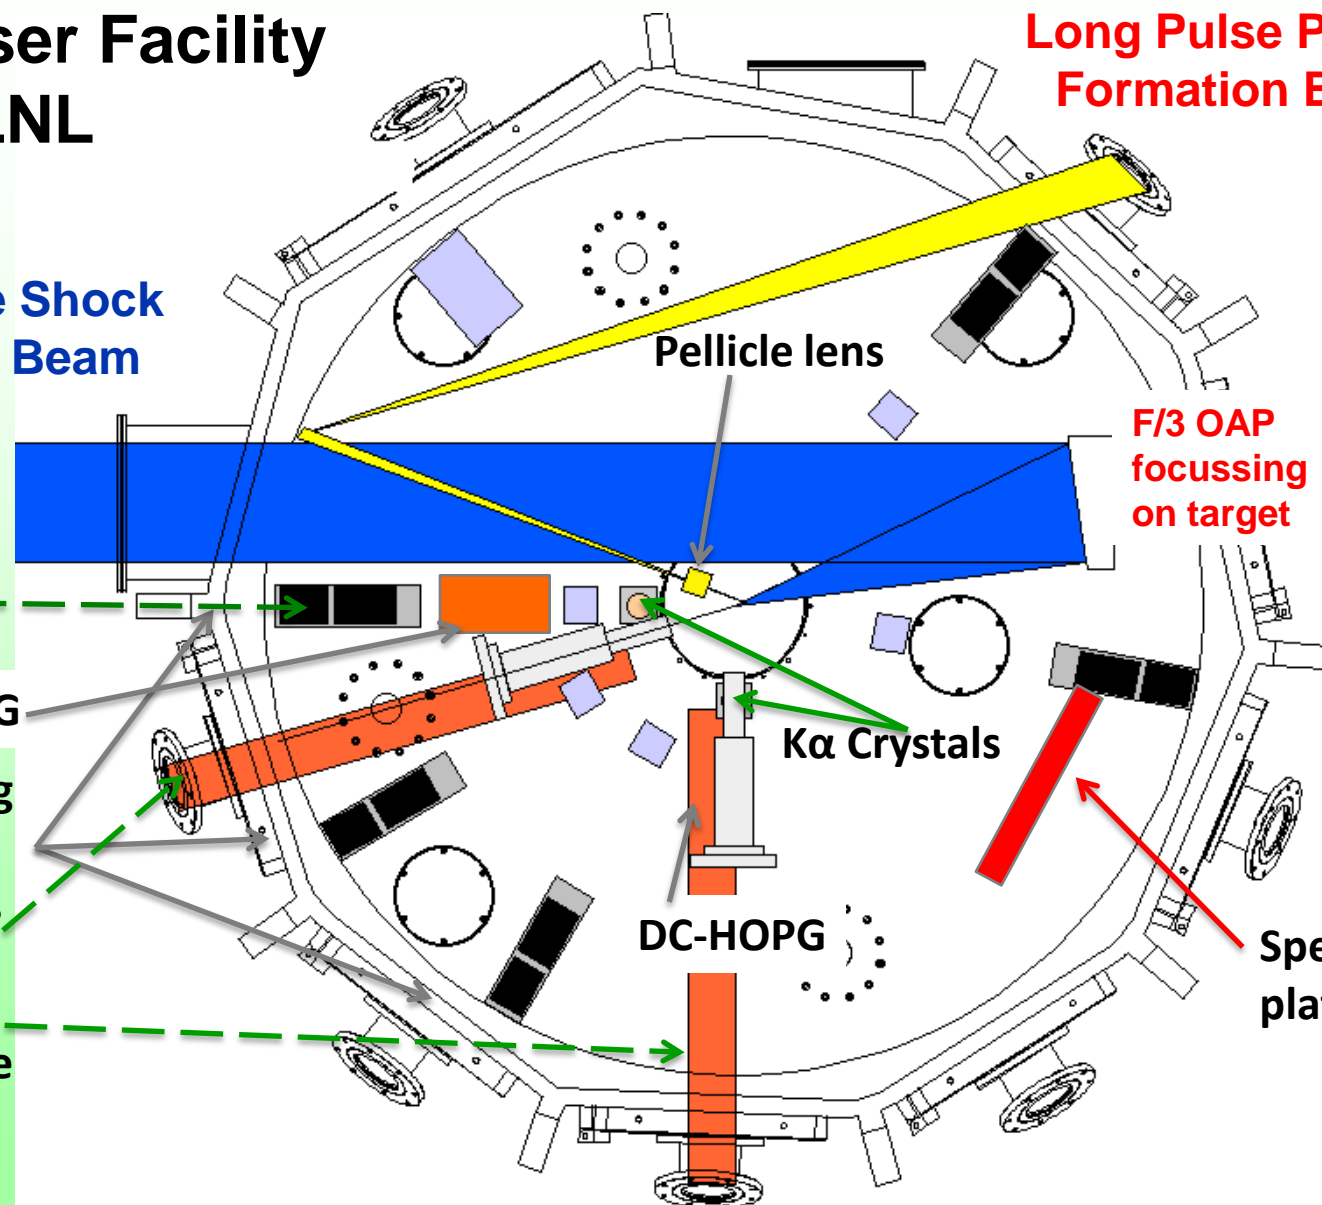 ser Facility
LNL
Long Pulse P
Formation B
e Shock
Beam
Pellicle lens
F/3 OAP
focussing
on target
G
Kα Crystals
g
DC-HOPG
Spe
plat
e